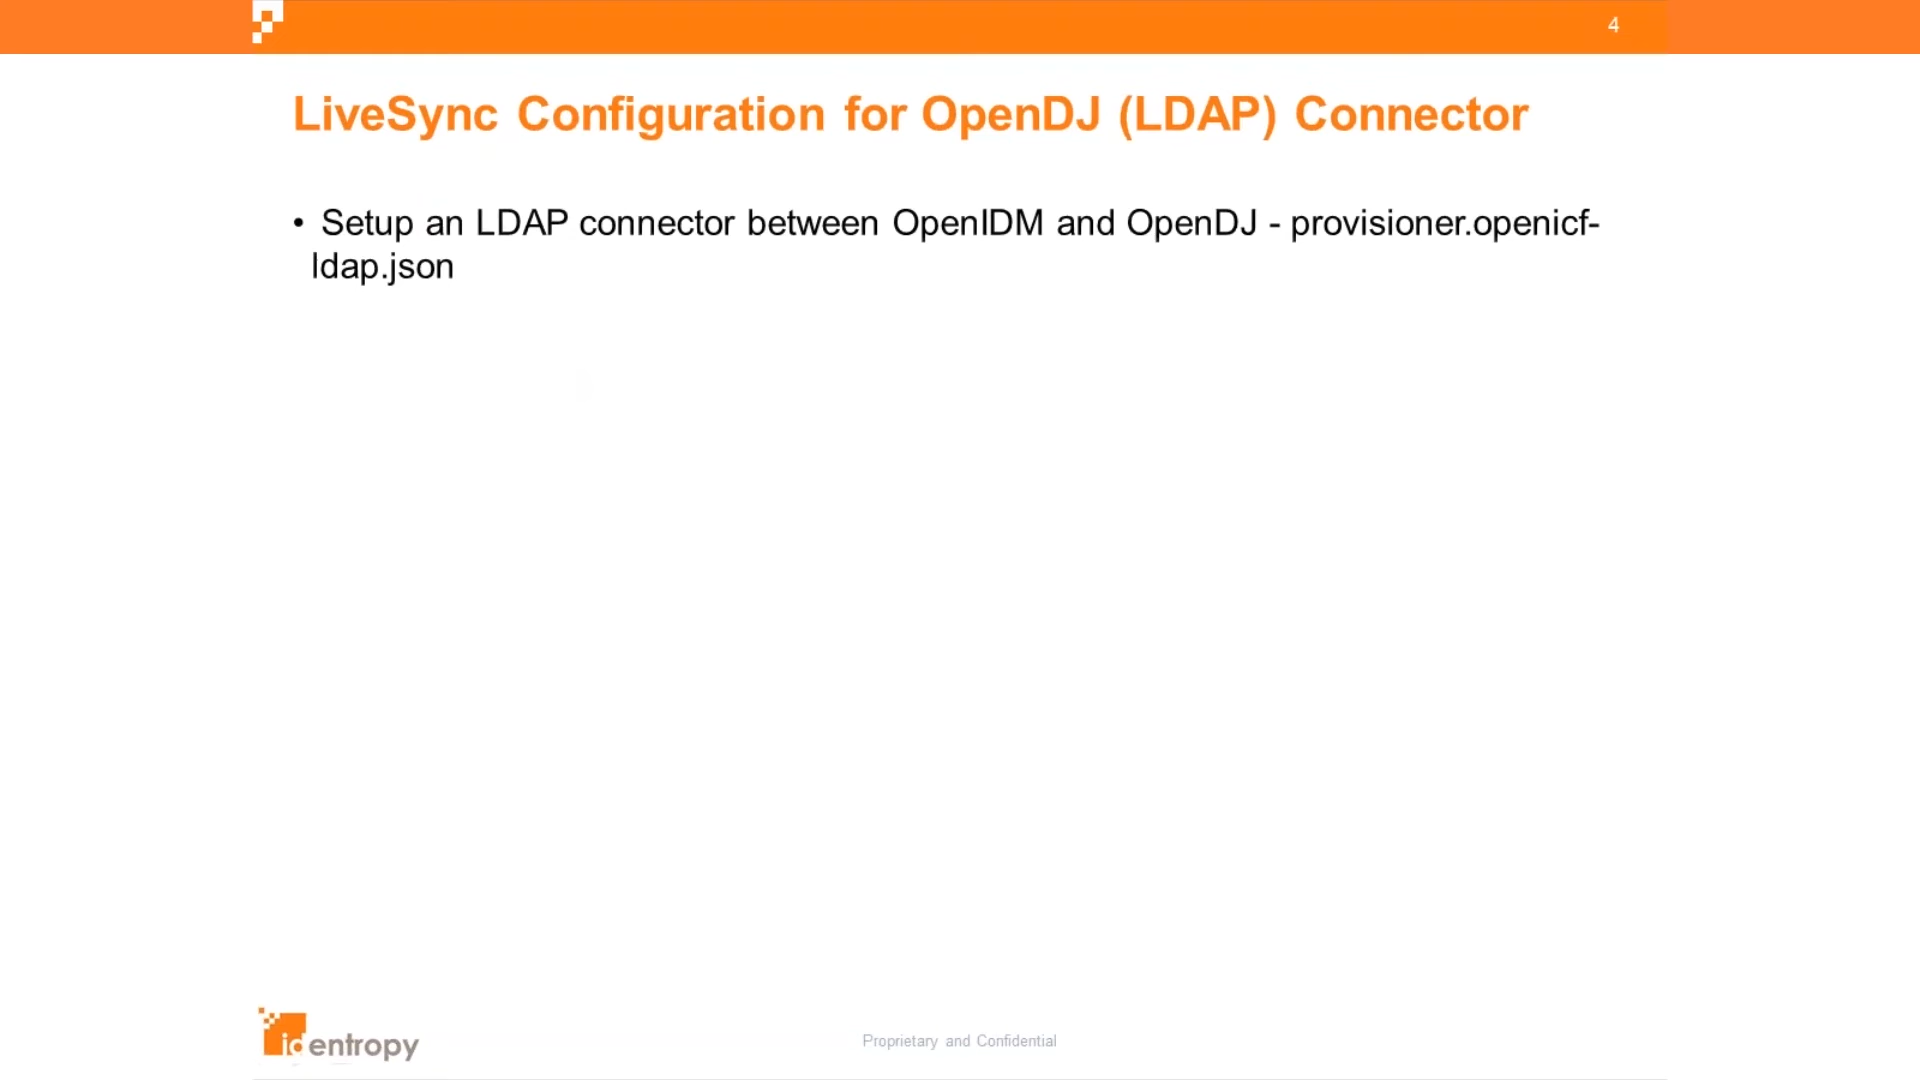 4
LiveSync Configuration for OpenDJ (LDAP) Connector
• Setup an LDAP connector between OpenIDM and OpenDJ - provisioner.openicf-
ldap.json
identropy
Proprietary and Confidential